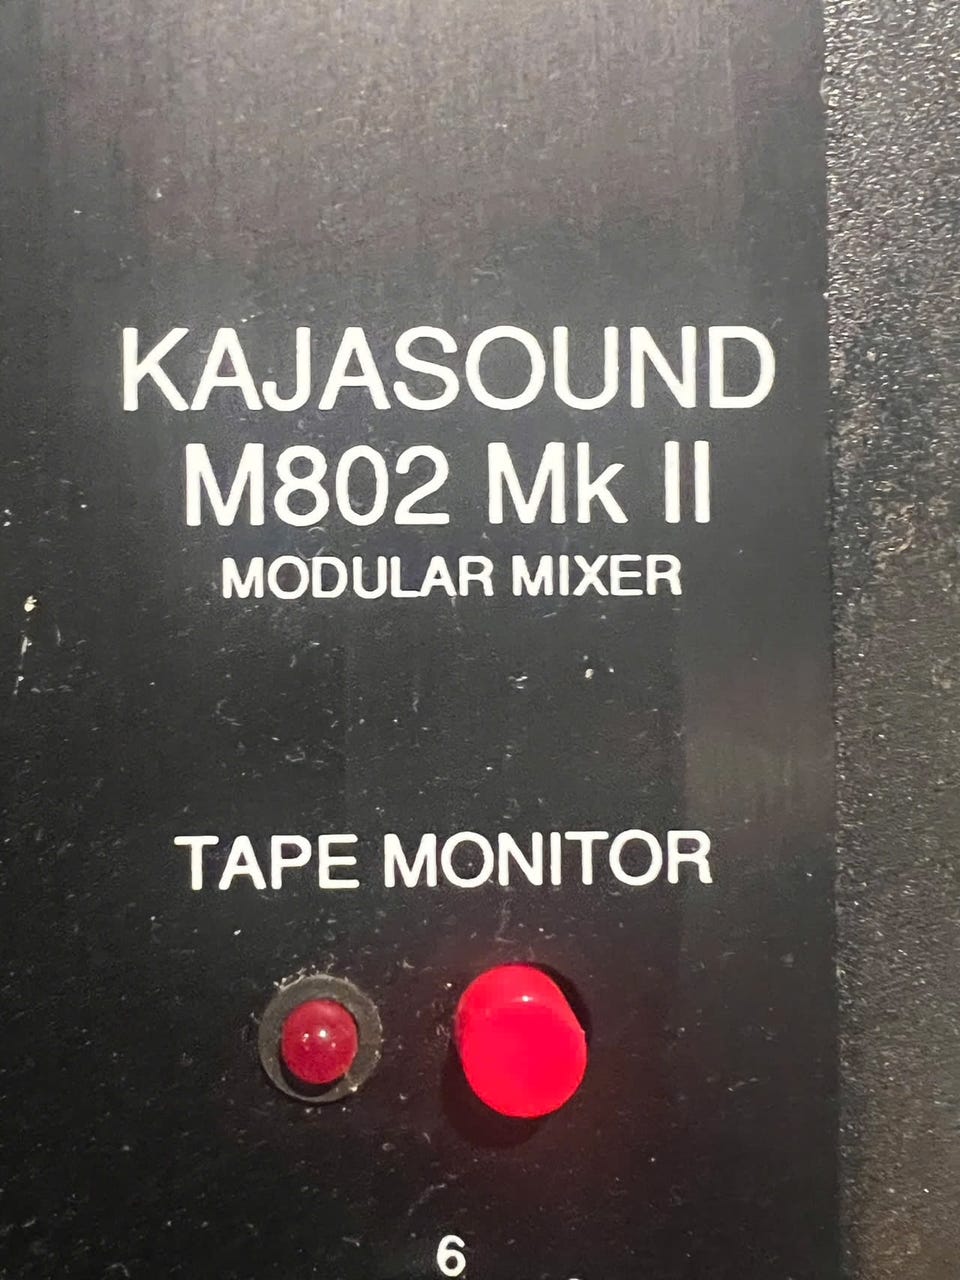 KAJASOUND
M802 Mk II
MODULAR MIXER
TAPE MONITOR
6